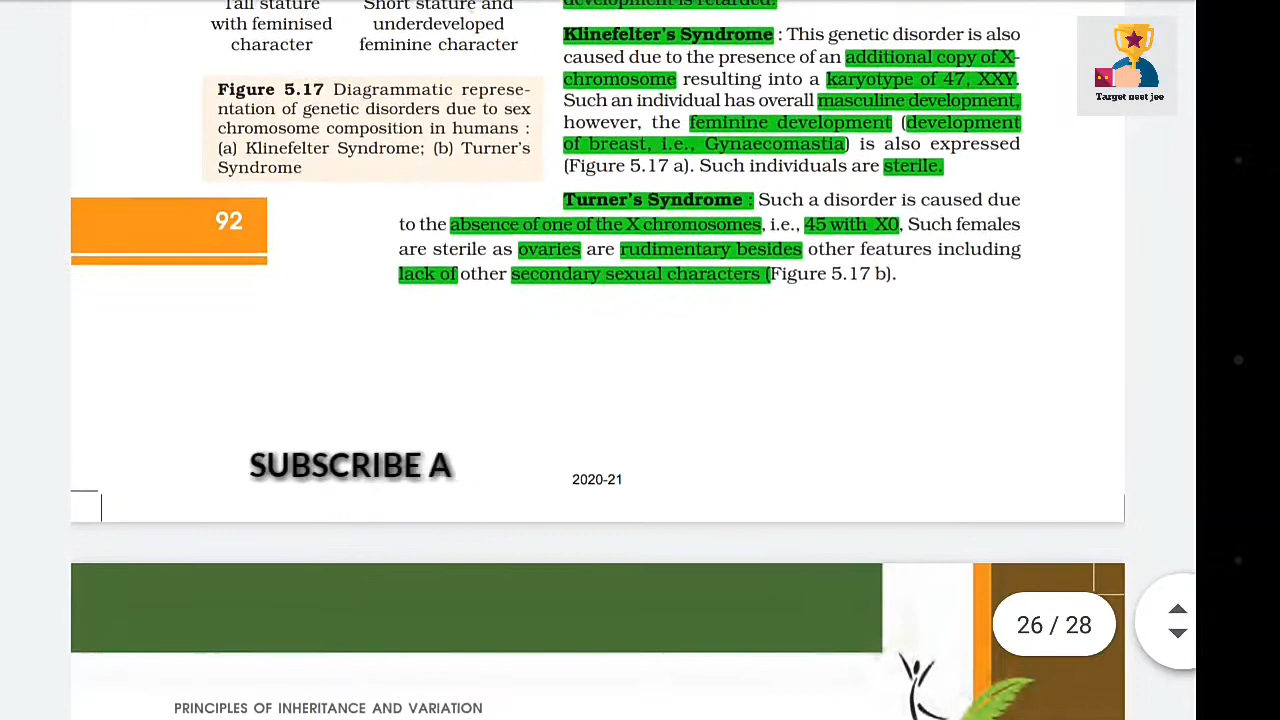 development is retarded.
Tall stature
with feminised
character
Short stature and
underdeveloped
feminine character
Figure 5.17 Diagramnatic represe-
ntation of genetic disorders due to sex
chromosome composition in humans :
(a) Klinefelter Syndrome; (b) Turner's
Syndrome
92
Klinefelter's Syndrome : This genetic disorder is also
caused due to the presence of an additional copy of X-
chromosome resulting into a karyotype of 47, XXY.
Such an individual has overall masculine development,
however, the feminine development (development
of breast, i.e., Gynaecomastia) is also expressed
(Figure 5.17 a). Such individuals are sterile.
Turner's Syndrome : Such a disorder is caused due
to the absence of one of the X chromosomes, i.e., 45 with X0, Such females
are sterile as ovaries are rudimentary besides other features including
lack of other secondary sexual characters (Figure 5.17 b).
Target neet jee
SUBSCRIBE A
2020-21
26 / 28
PRINCIPLES OF INHERITANCE AND VARIATION